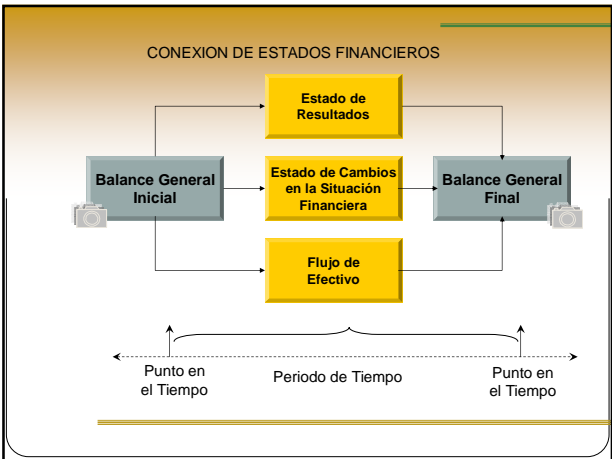 CONEXION DE ESTADOS FINANCIEROS
Estado de
Resultados
Balance General
Inicial
Estado de Cambios
en la Situación
Financiera
Balance General
Final
Flujo de
Efectivo
Punto en
el Tiempo
Periodo de Tiempo
Punto en
el Tiempo